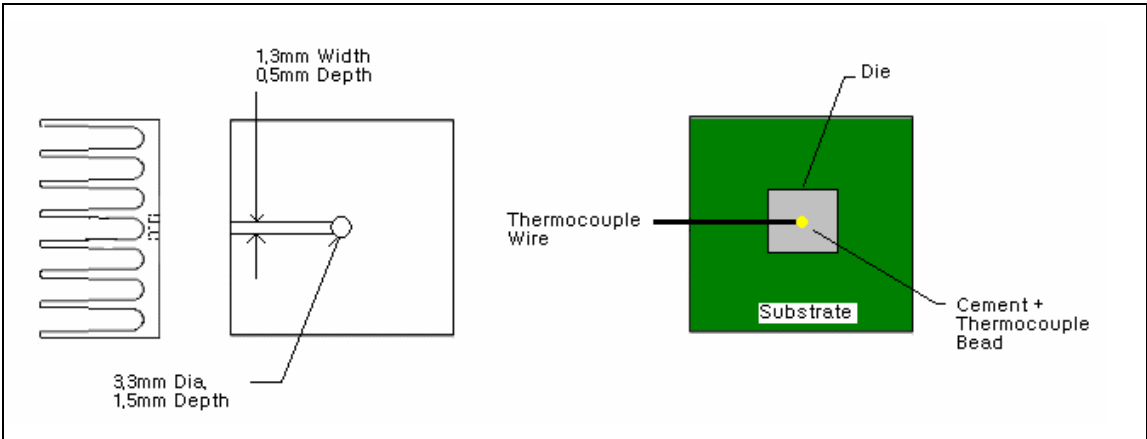 1,3mm Width
0,5mm Depth
Die
Thermocouple
Wire
Substrate
Cement +
Thermocouple
Bead
3,3mm Dia,
1,5mm Depth